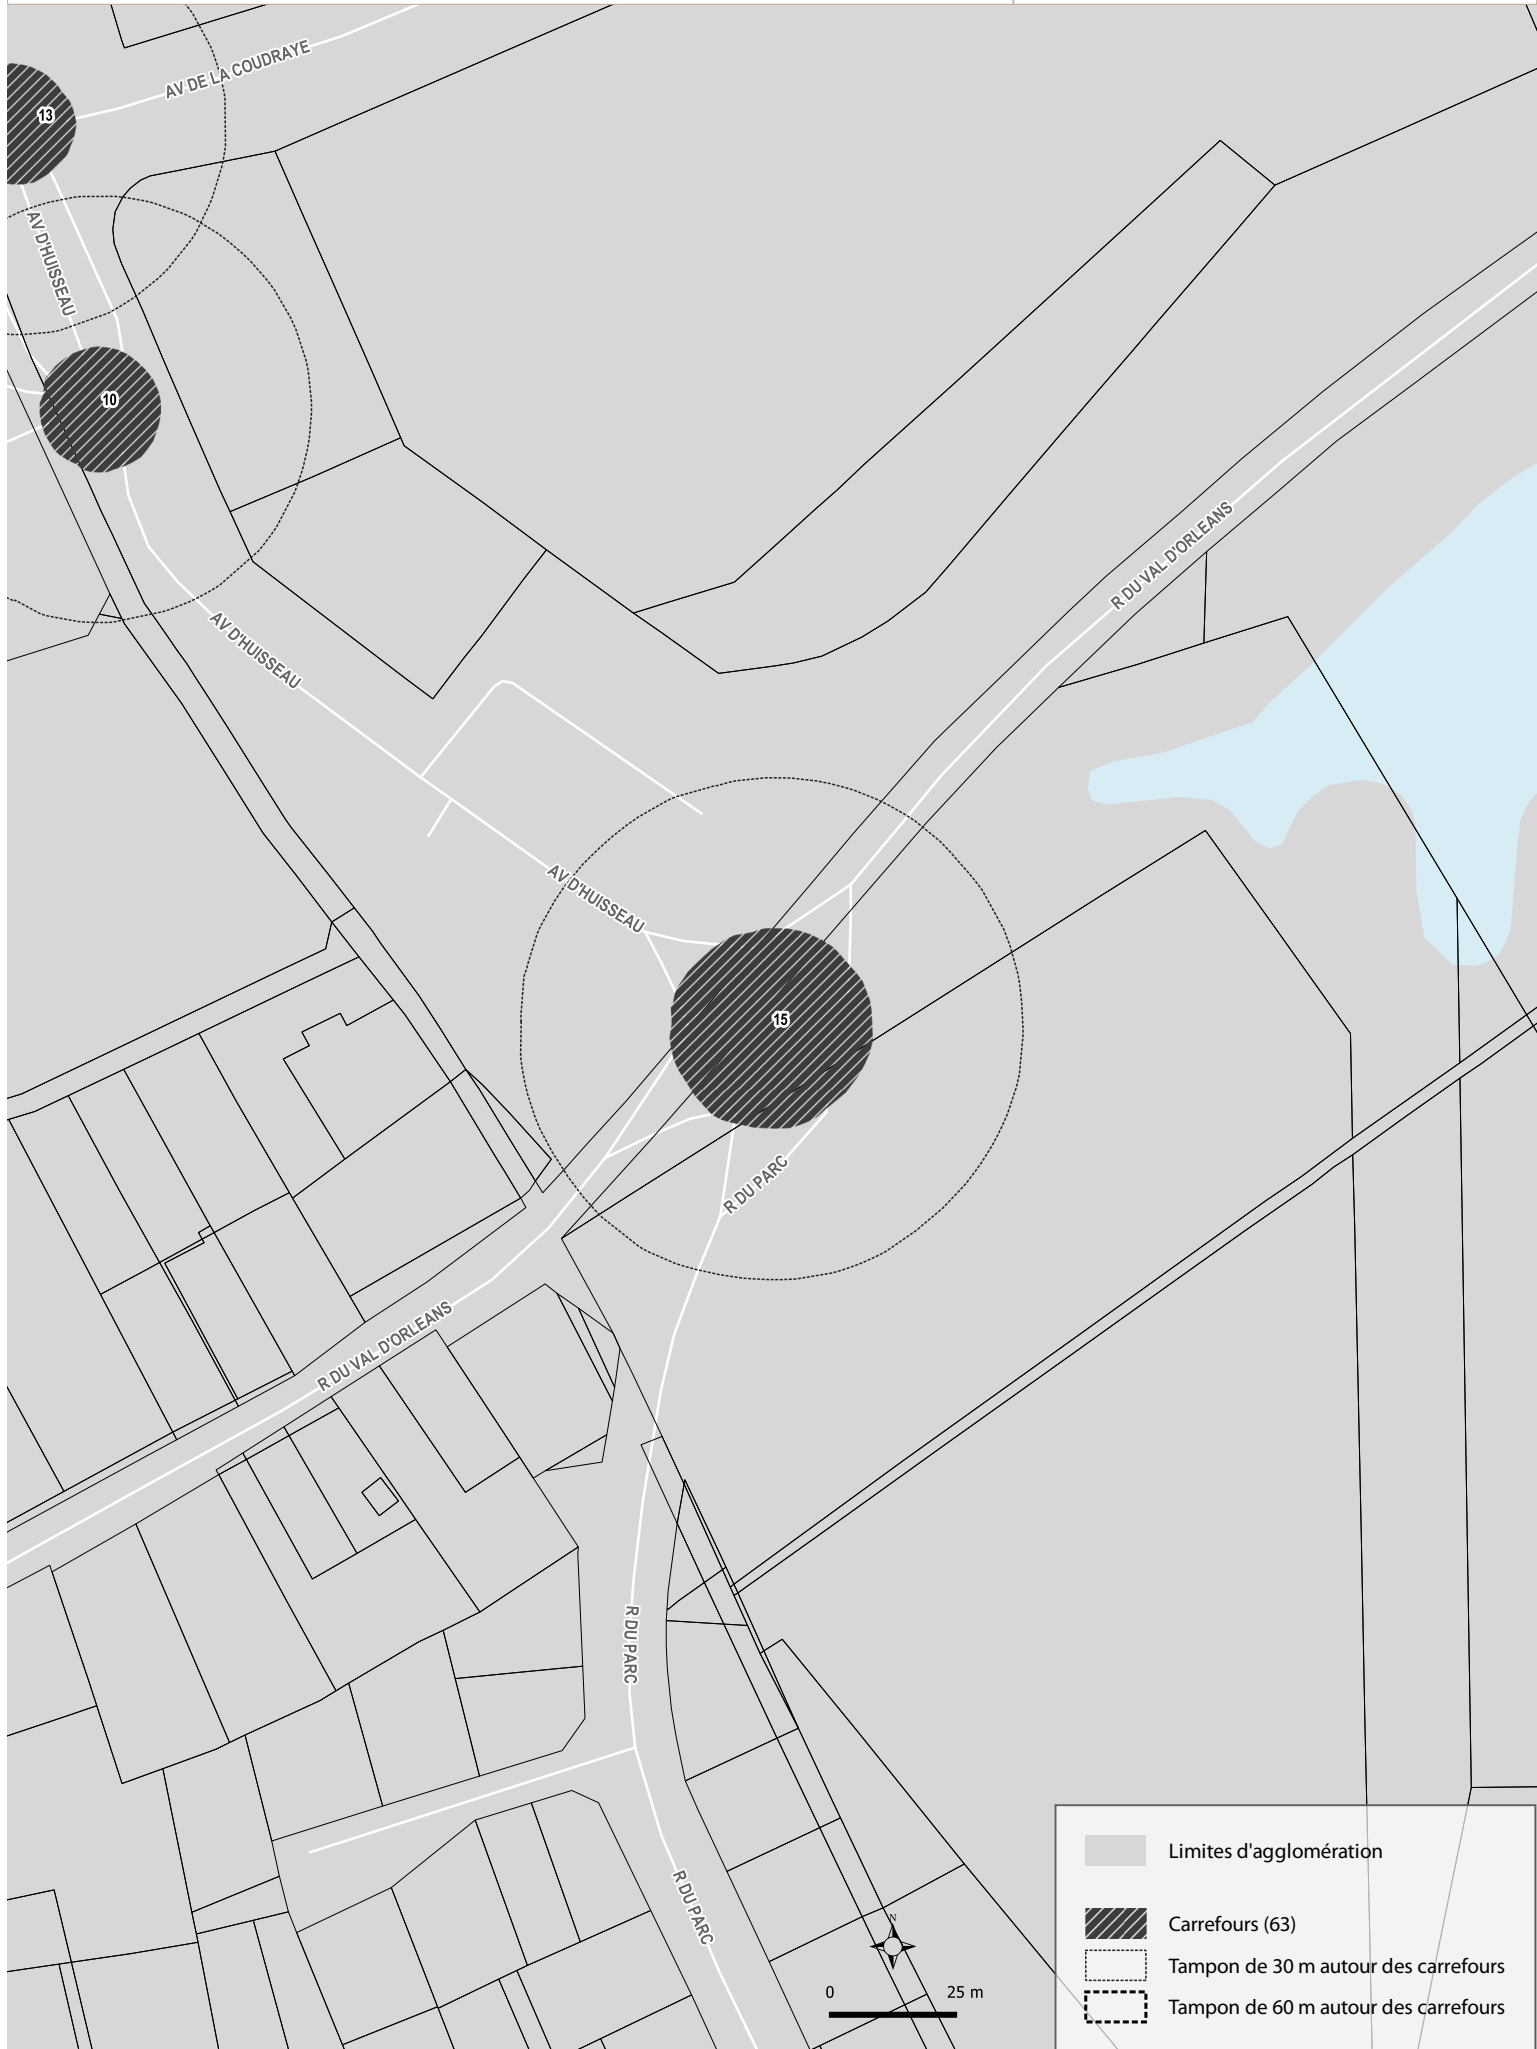 AV DE LA COUDRAYE
13
AV D'HUISSEAU
10
R DU VAL D'ORLEANS
AV D'HUISSEAU
AV D'HUISSEAU
15
R DU PARC
R DU VAL D'ORLEANS
R DU PARC
R DU PARC
N
0 25 m
Limites d'agglomération
Carrefours (63)
Tampon de 30 m autour des carrefours
Tampon de 60 m autour des carrefours